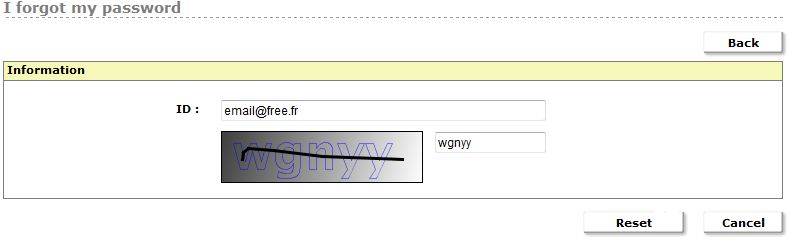 I forgot my password
Back
Information
ID : email@free.fr
wgnyy wgnyy
Reset Cancel